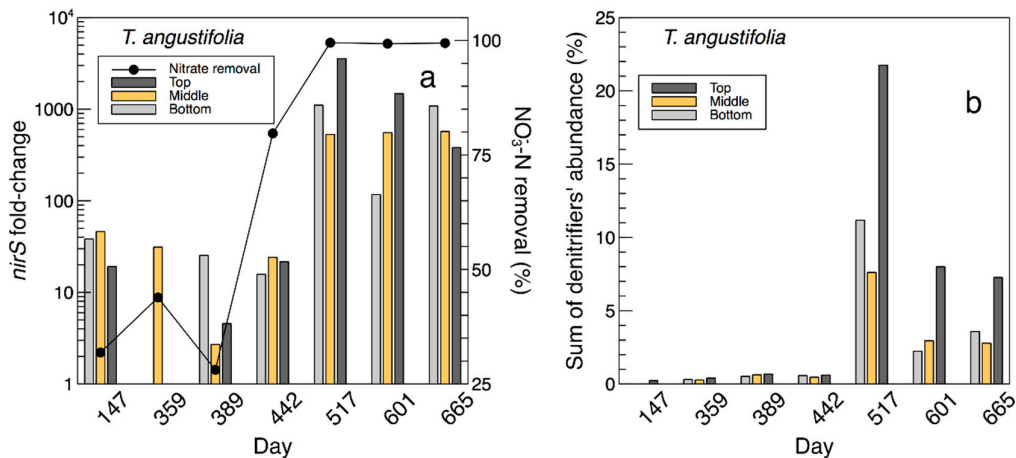 T. angustifolia
Nitrate removal
Top
Middle
Bottom
a
nirS fold-change
10⁴
1000
100
10
1
NO₃⁻-N removal (%)
100
75
50
25
147 359 389 442 517 601 665
Day
T. angustifolia
Top
Middle
Bottom
b
Sum of denitrifiers' abundance (%)
25
20
15
10
5
0
147 359 389 442 517 601 665
Day